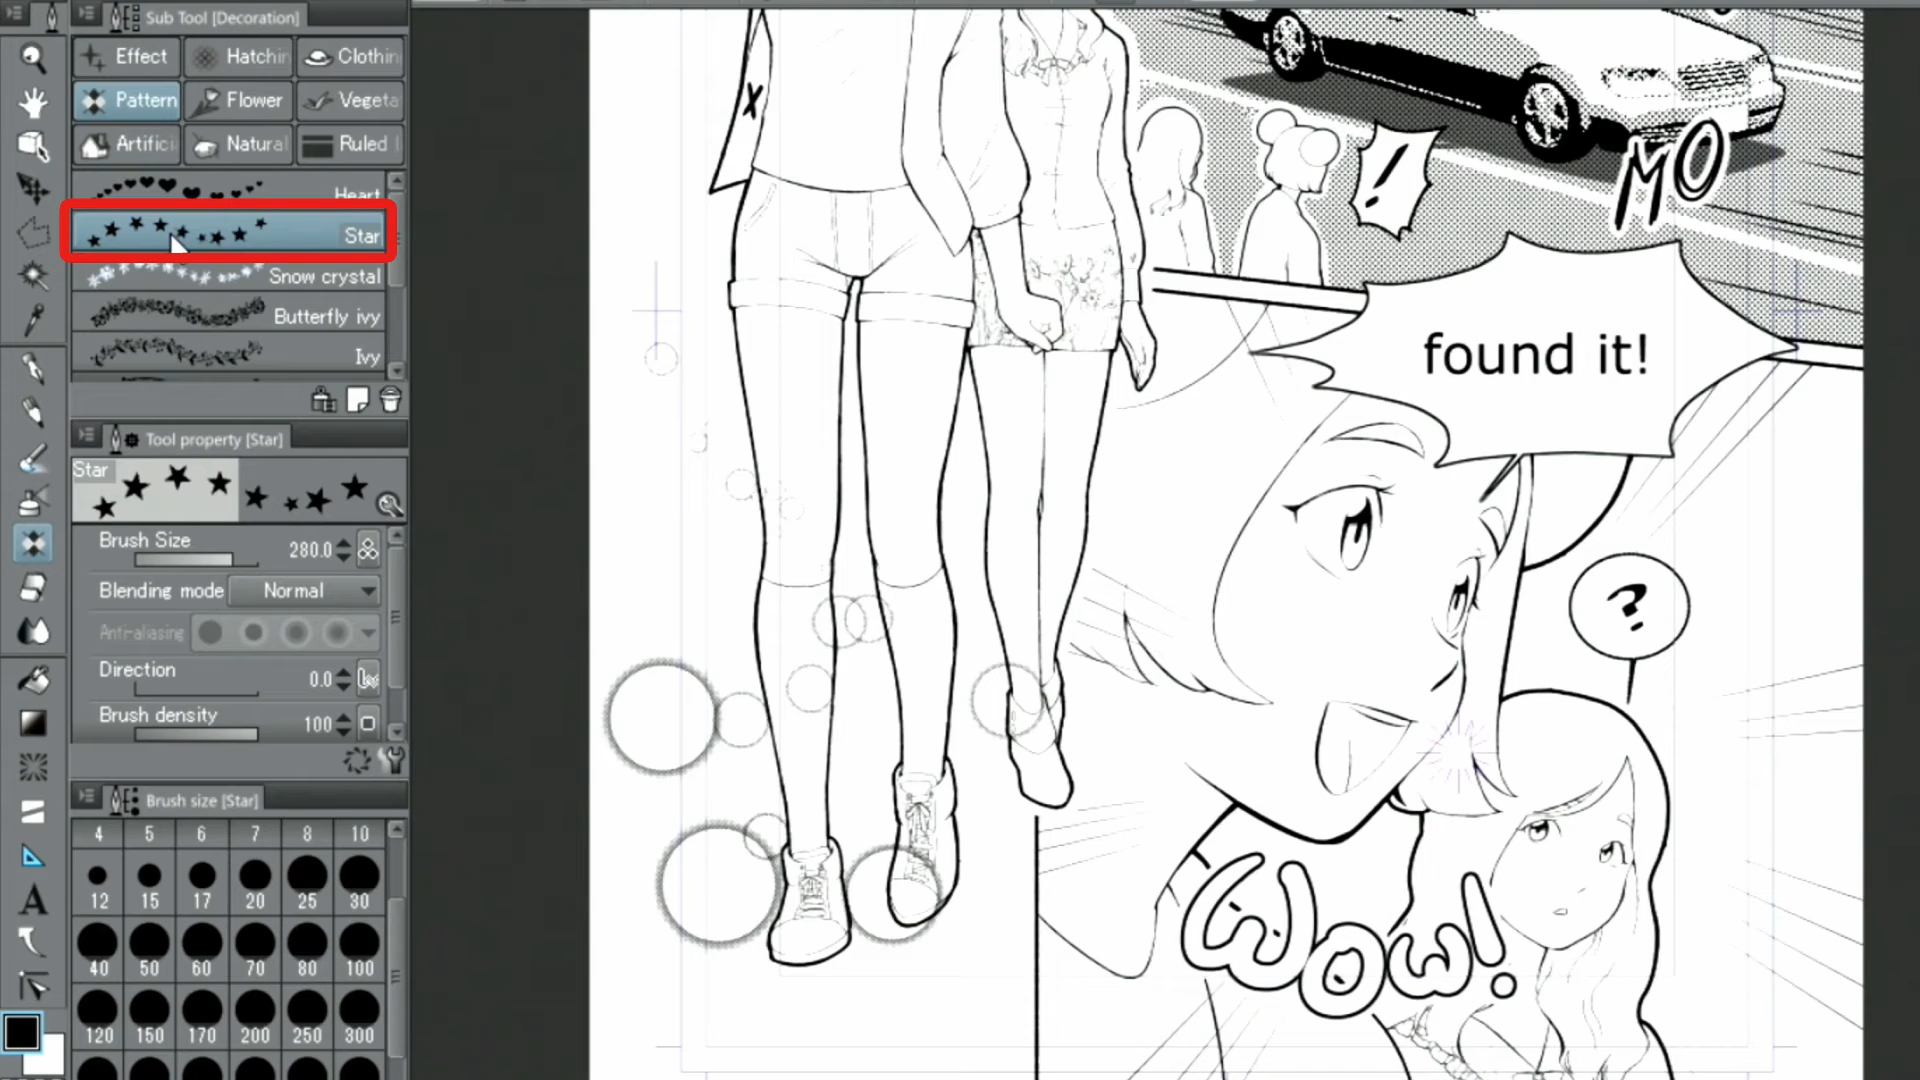 Sub Tool [Decoration]
Effect
Hatchin
Clothin
Pattern
Flower
Vegeta
Artifici
Natural
Ruled
Heart
Star
Snow crystal
Butterfly ivy
Ivy
Tool property [Star]
Star
Brush Size 280.0
Blending mode Normal
Anti-aliasing
Direction 0.0
Brush density 100
Brush size [Star]
4 5 6 7 8 10
12 15 17 20 25 30
40 50 60 70 80 100
120 150 170 200 250 300
A
x
!
MO
found it!
?
Wow!